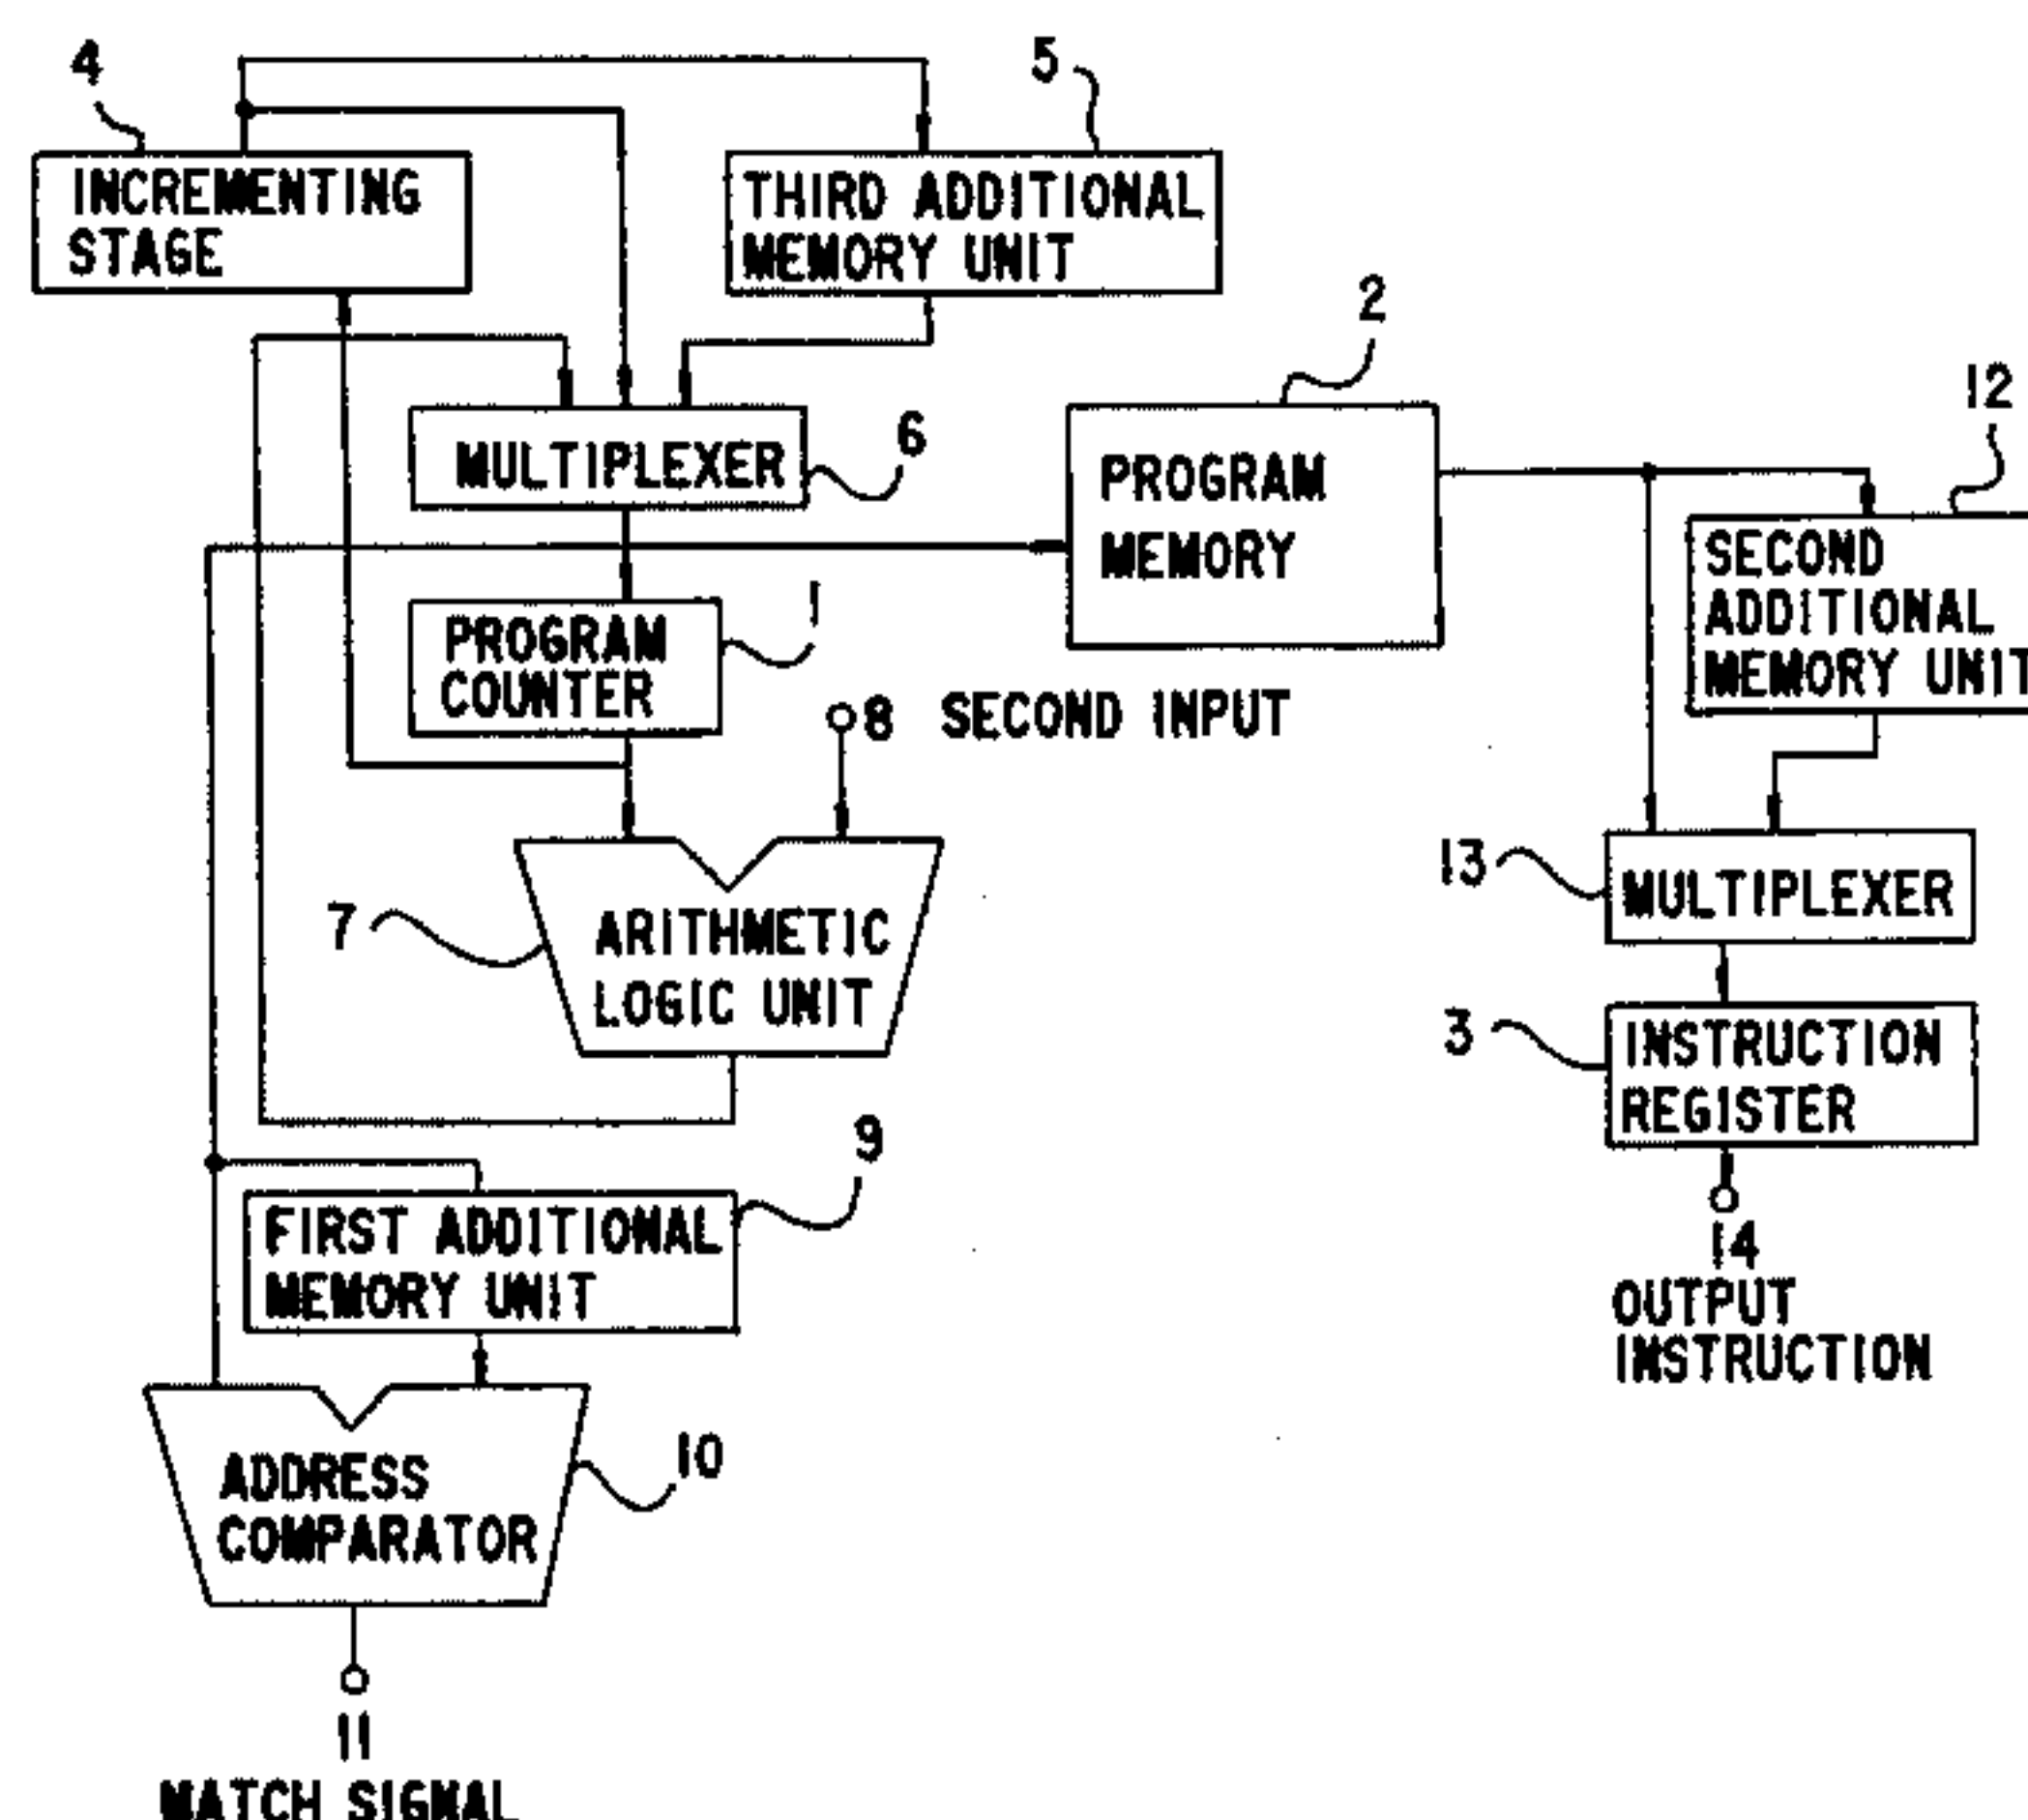 4
5
INCREMENTING
STAGE
THIRD ADDITIONAL
MEMORY UNIT
2
12
MULTIPLEXER
6
PROGRAM
MEMORY
SECOND
ADDITIONAL
MEMORY UNIT
1
PROGRAM
COUNTER
8 SECOND INPUT
13
MULTIPLEXER
7
ARITHMETIC
LOGIC UNIT
3
INSTRUCTION
REGISTER
9
FIRST ADDITIONAL
MEMORY UNIT
14
OUTPUT
INSTRUCTION
10
ADDRESS
COMPARATOR
11
MATCH SIGNAL